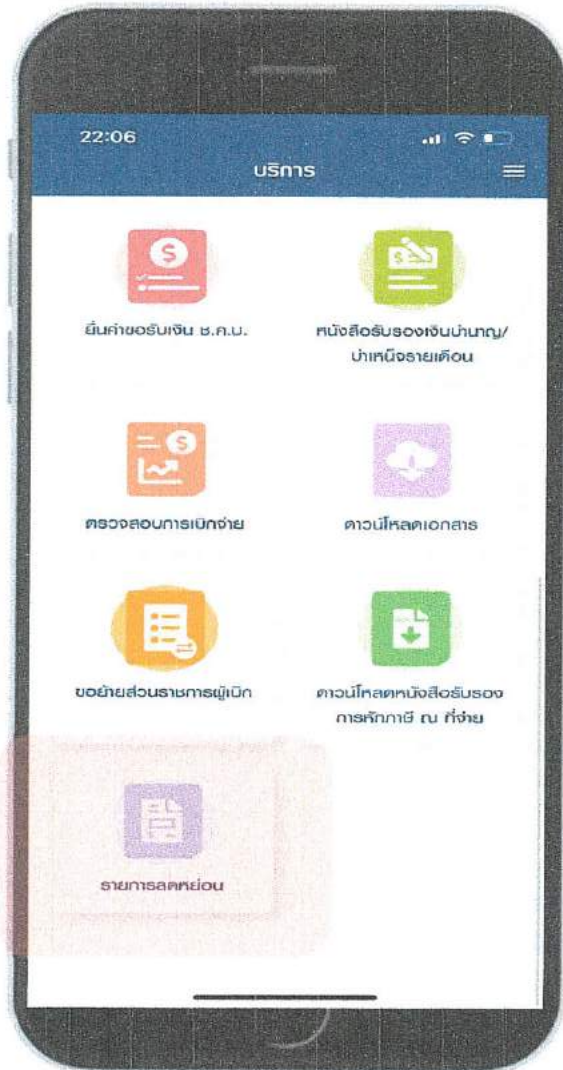 22:06
บริการ
ยื่นคำขอรับเงิน ช.ค.บ.
หนังสือรับรองเงินบำนาญ/
บำเหน็จรายเดือน
ตรวจสอบการเบิกจ่าย
ดาวน์โหลดเอกสาร
ขอย้ายส่วนราชการผู้เบิก
ดาวน์โหลดหนังสือรับรอง
การหักภาษี ณ ที่จ่าย
รายการลดหย่อน